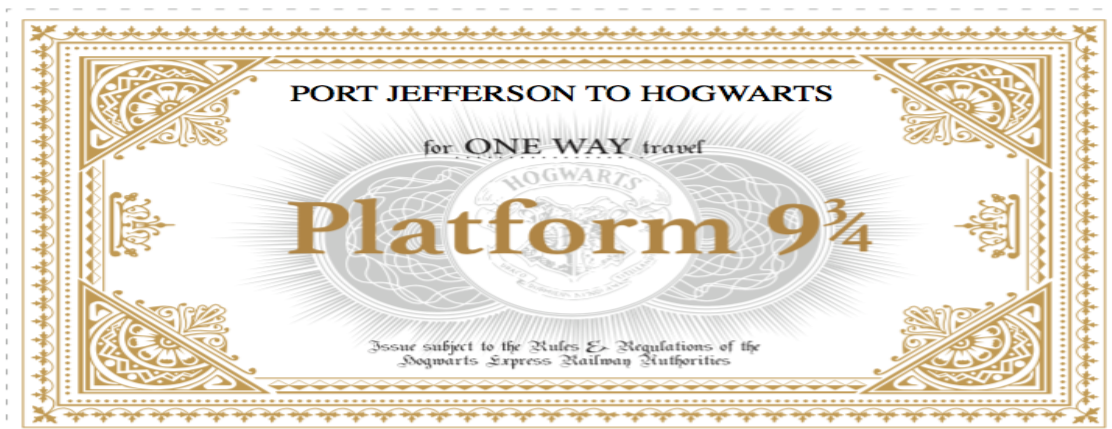 PORT JEFFERSON TO HOGWARTS
for ONE WAY travel
HOGWARTS
Platform 9¾
Issue subject to the Rules & Regulations of the
Hogwarts Express Railway Authorities